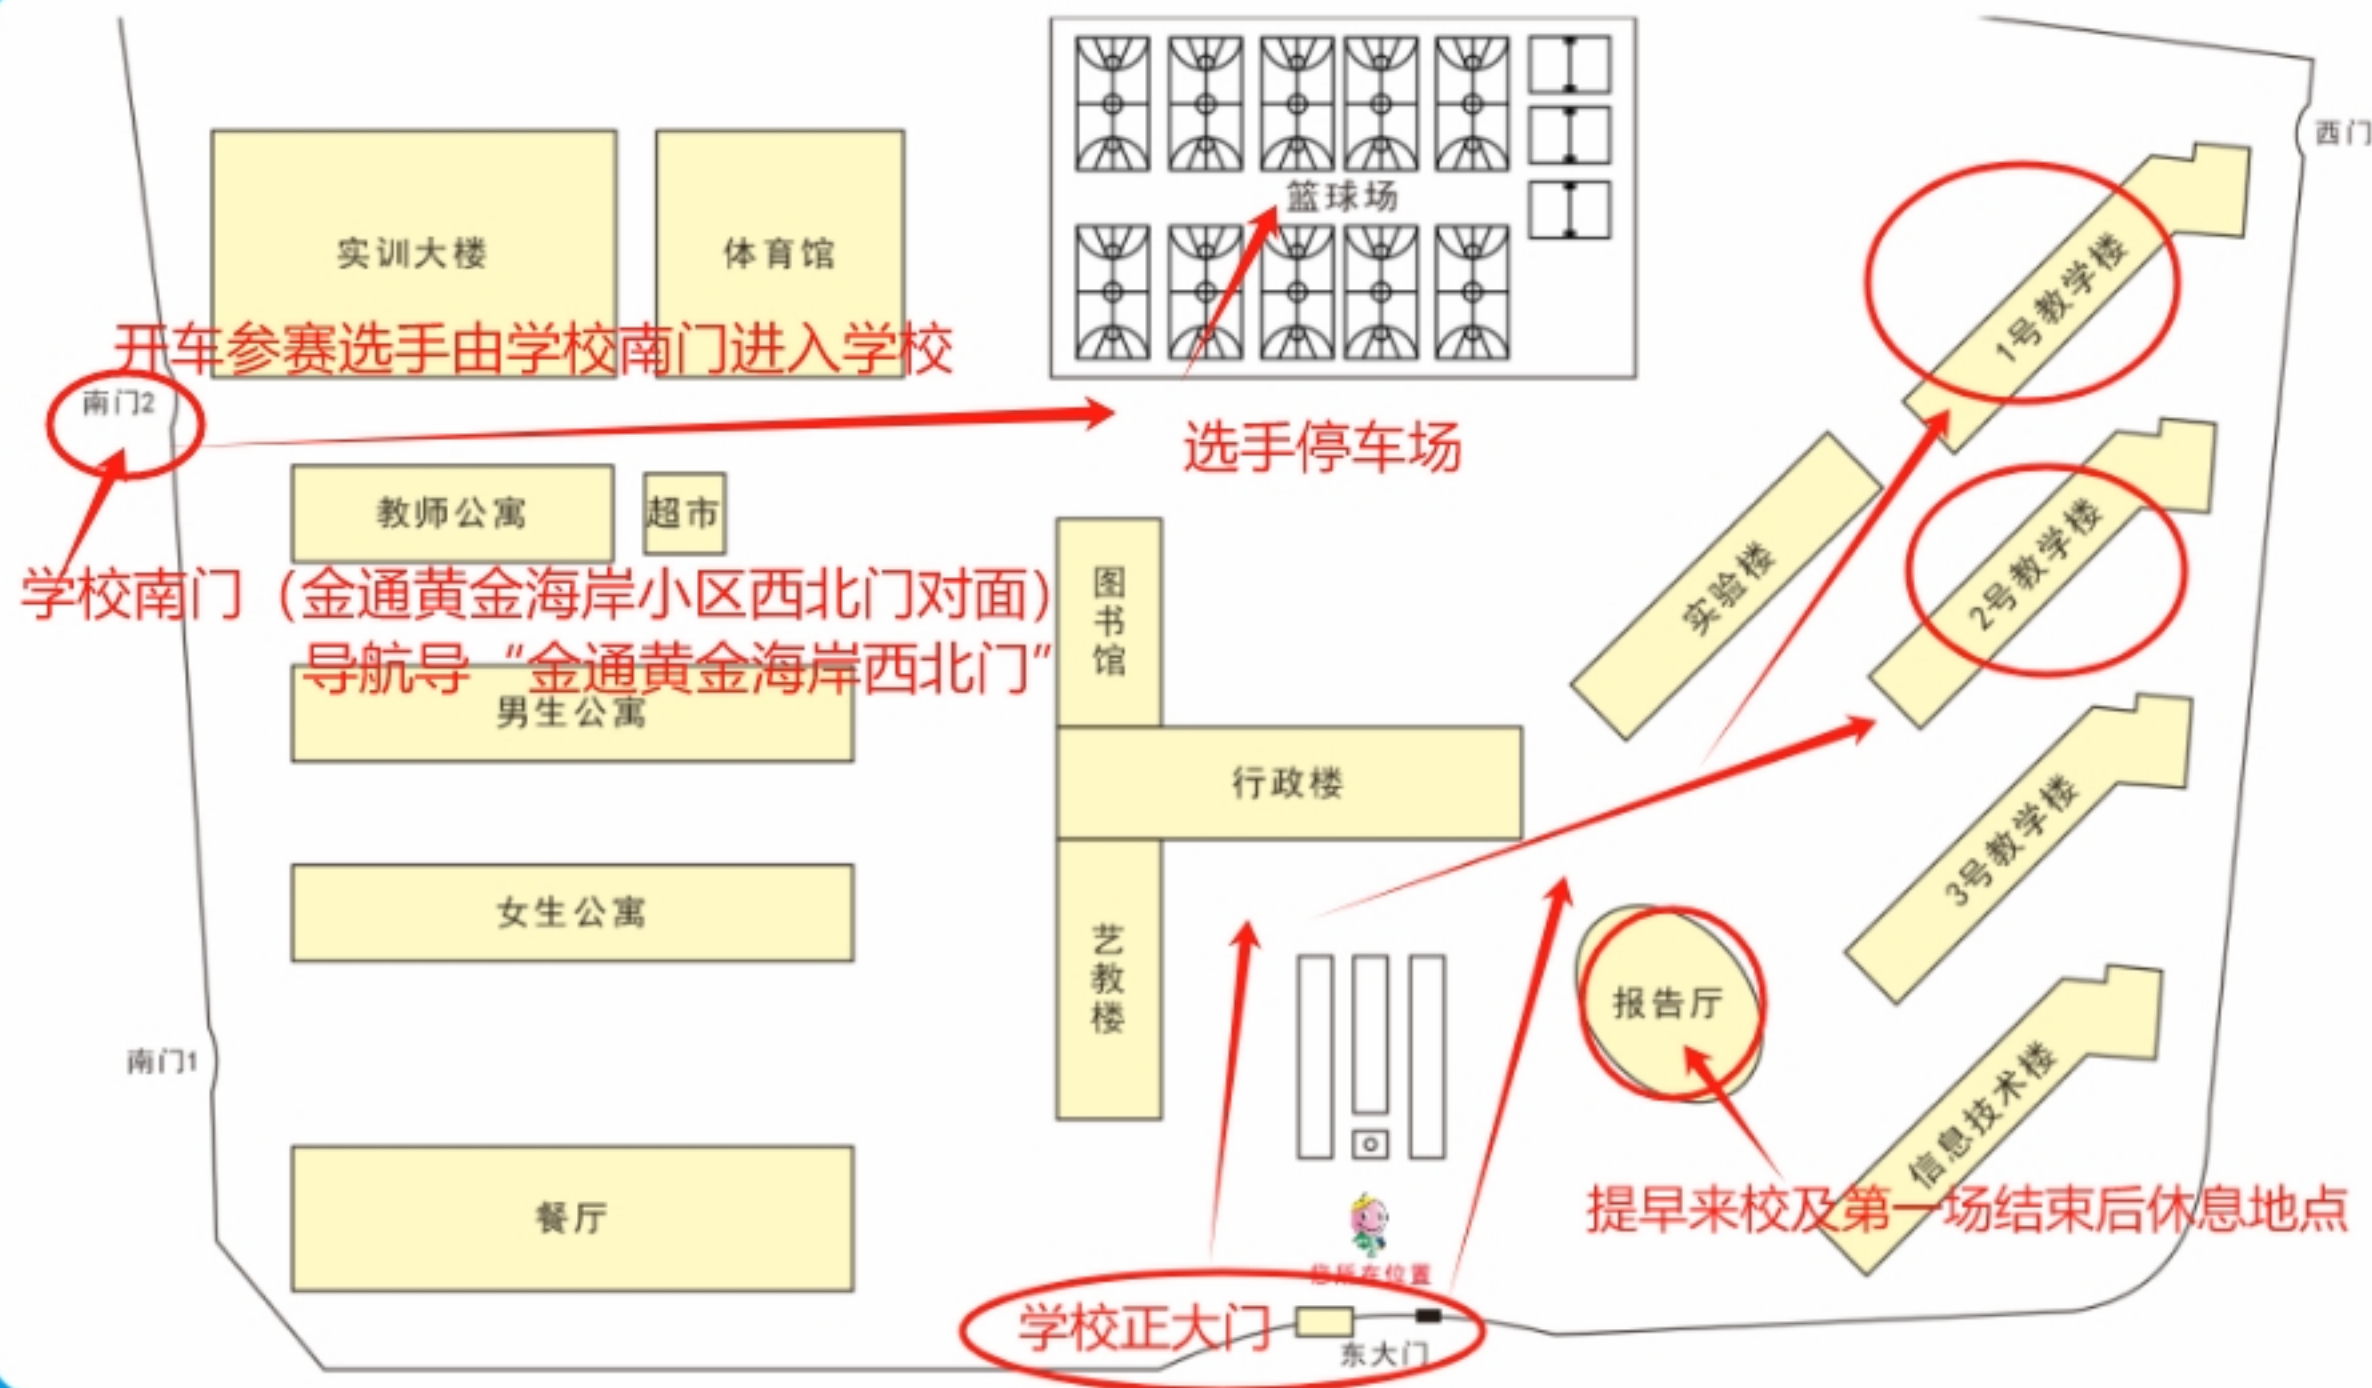 西门
篮球场
实训大楼
体育馆
1号教学楼
开车参赛选手由学校南门进入学校
南门2
选手停车场
教师公寓
超市
2号教学楼
实验楼
学校南门（金通黄金海岸小区西北门对面）
图书馆
导航导“金通黄金海岸西北门”
男生公寓
行政楼
3号教学楼
女生公寓
艺教楼
报告厅
南门1
信息技术楼
餐厅
提早来校及第一场结束后休息地点
您所在位置
学校正大门
东大门